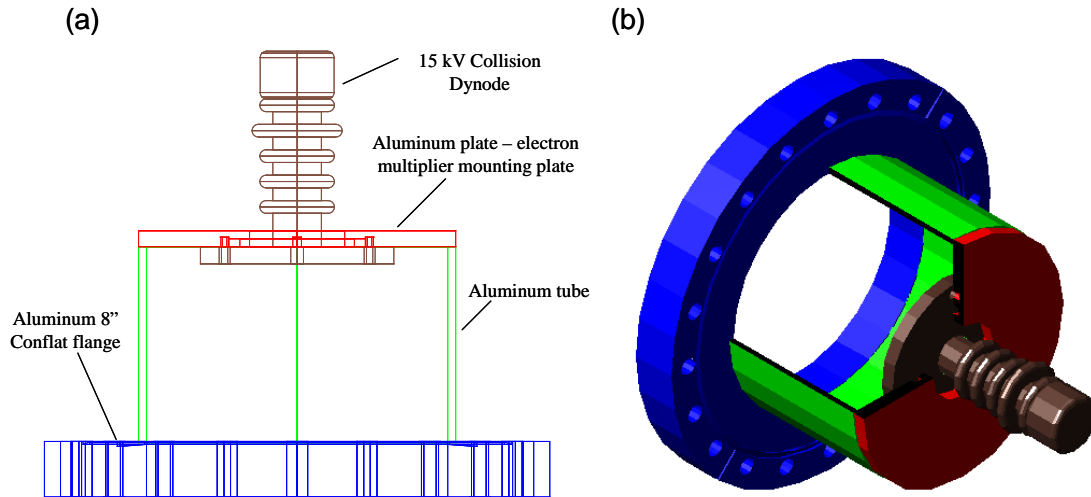 (a)
(b)
15 kV Collision
Dynode
Aluminum plate – electron
multiplier mounting plate
Aluminum tube
Aluminum 8”
Conflat flange